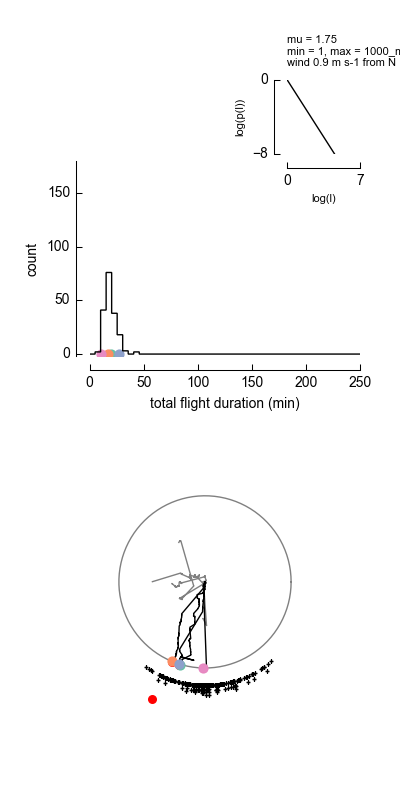 mu = 1.75
min = 1, max = 1000_m
wind 0.9 m s-1 from N
0
log(p(l))
−8
0 7
log(l)
150
100
count
50
0
0 50 100 150 200 250
total flight duration (min)